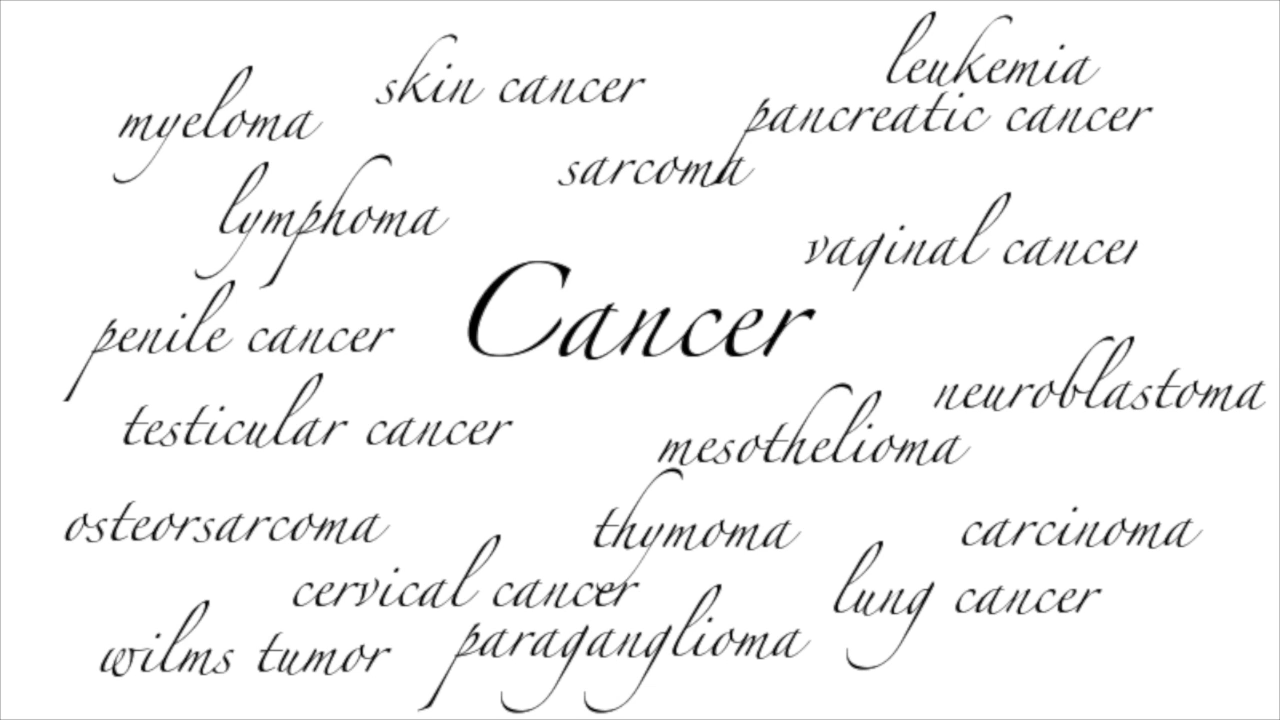 leukemia
skin cancer
myeloma
pancreatic cancer
sarcoma
lymphoma
vaginal cancer
Cancer
penile cancer
neuroblastoma
testicular cancer
mesothelioma
osteorsarcoma
thymoma
carcinoma
cervical cancer
lung cancer
wilms tumor
paraganglioma